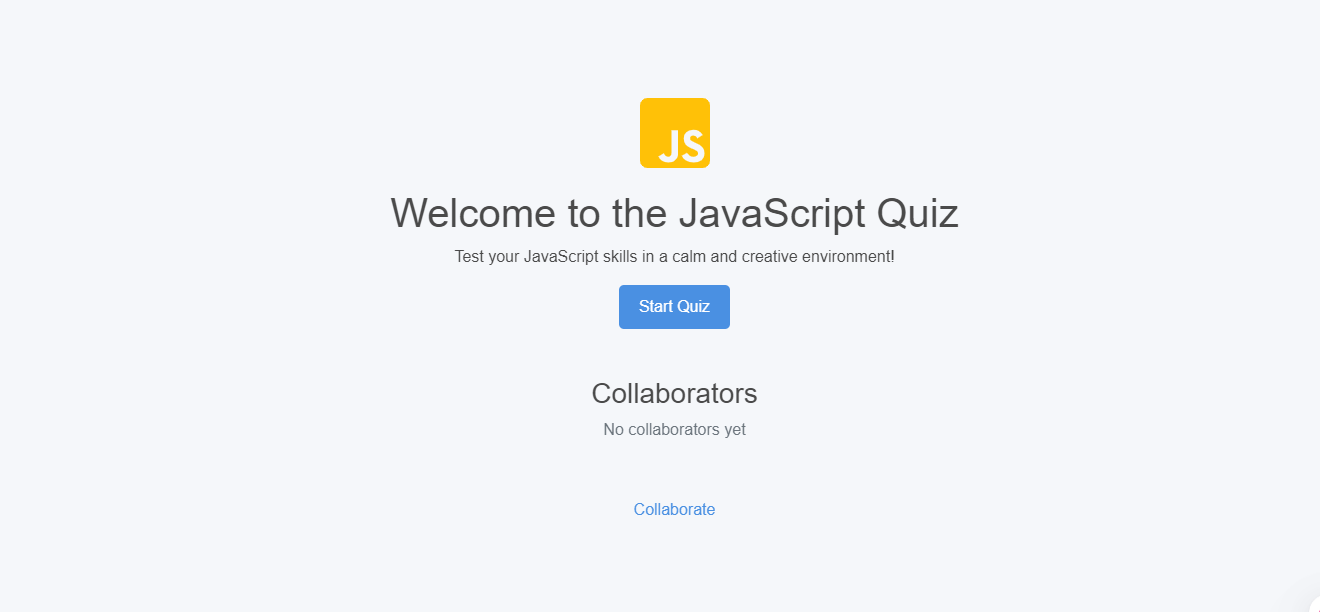 JS
Welcome to the JavaScript Quiz
Test your JavaScript skills in a calm and creative environment!
Start Quiz
Collaborators
No collaborators yet
Collaborate